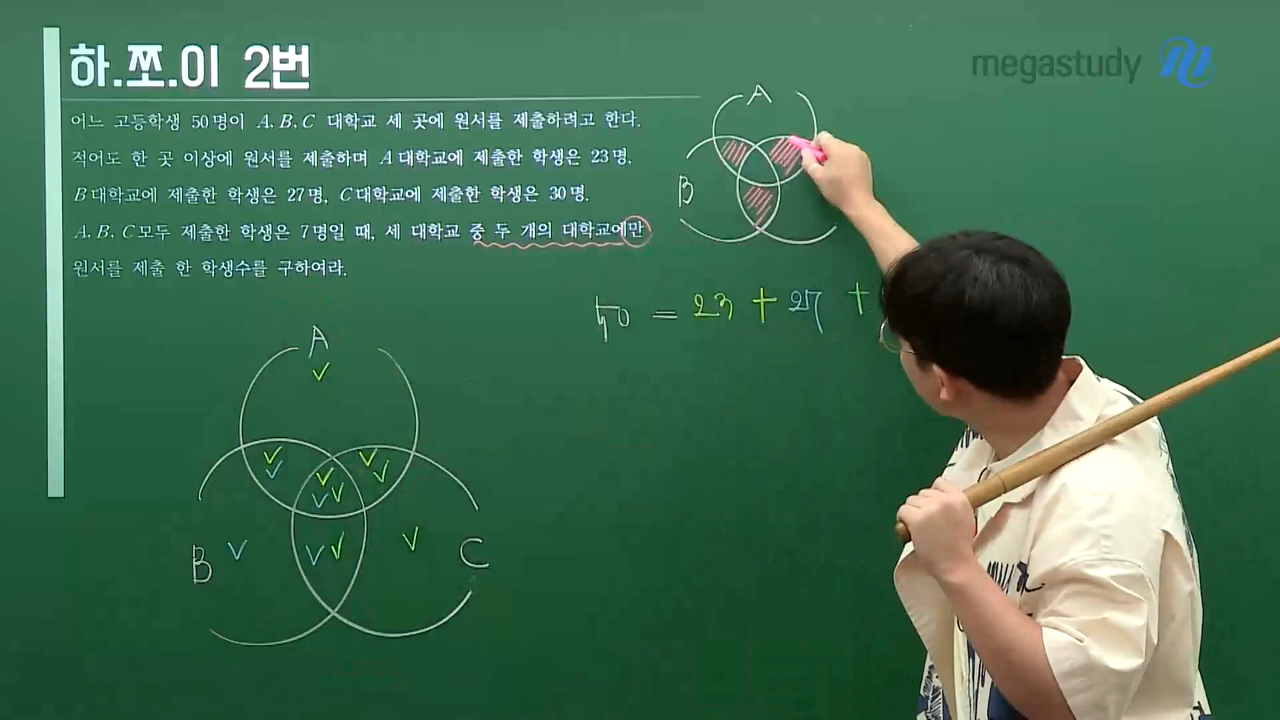 하.쪼.이 2번
megastudy
어느 고등학생 50명이 A, B, C 대학교 세 곳에 원서를 제출하려고 한다.
적어도 한 곳 이상에 원서를 제출하며 A대학교에 제출한 학생은 23명,
B대학교에 제출한 학생은 27명, C대학교에 제출한 학생은 30명.
A, B, C모두 제출한 학생은 7명일 때, 세 대학교 중 두 개의 대학교에만
원서를 제출 한 학생수를 구하여라.
A
B
50 = 23 + 27 +
A
B
C